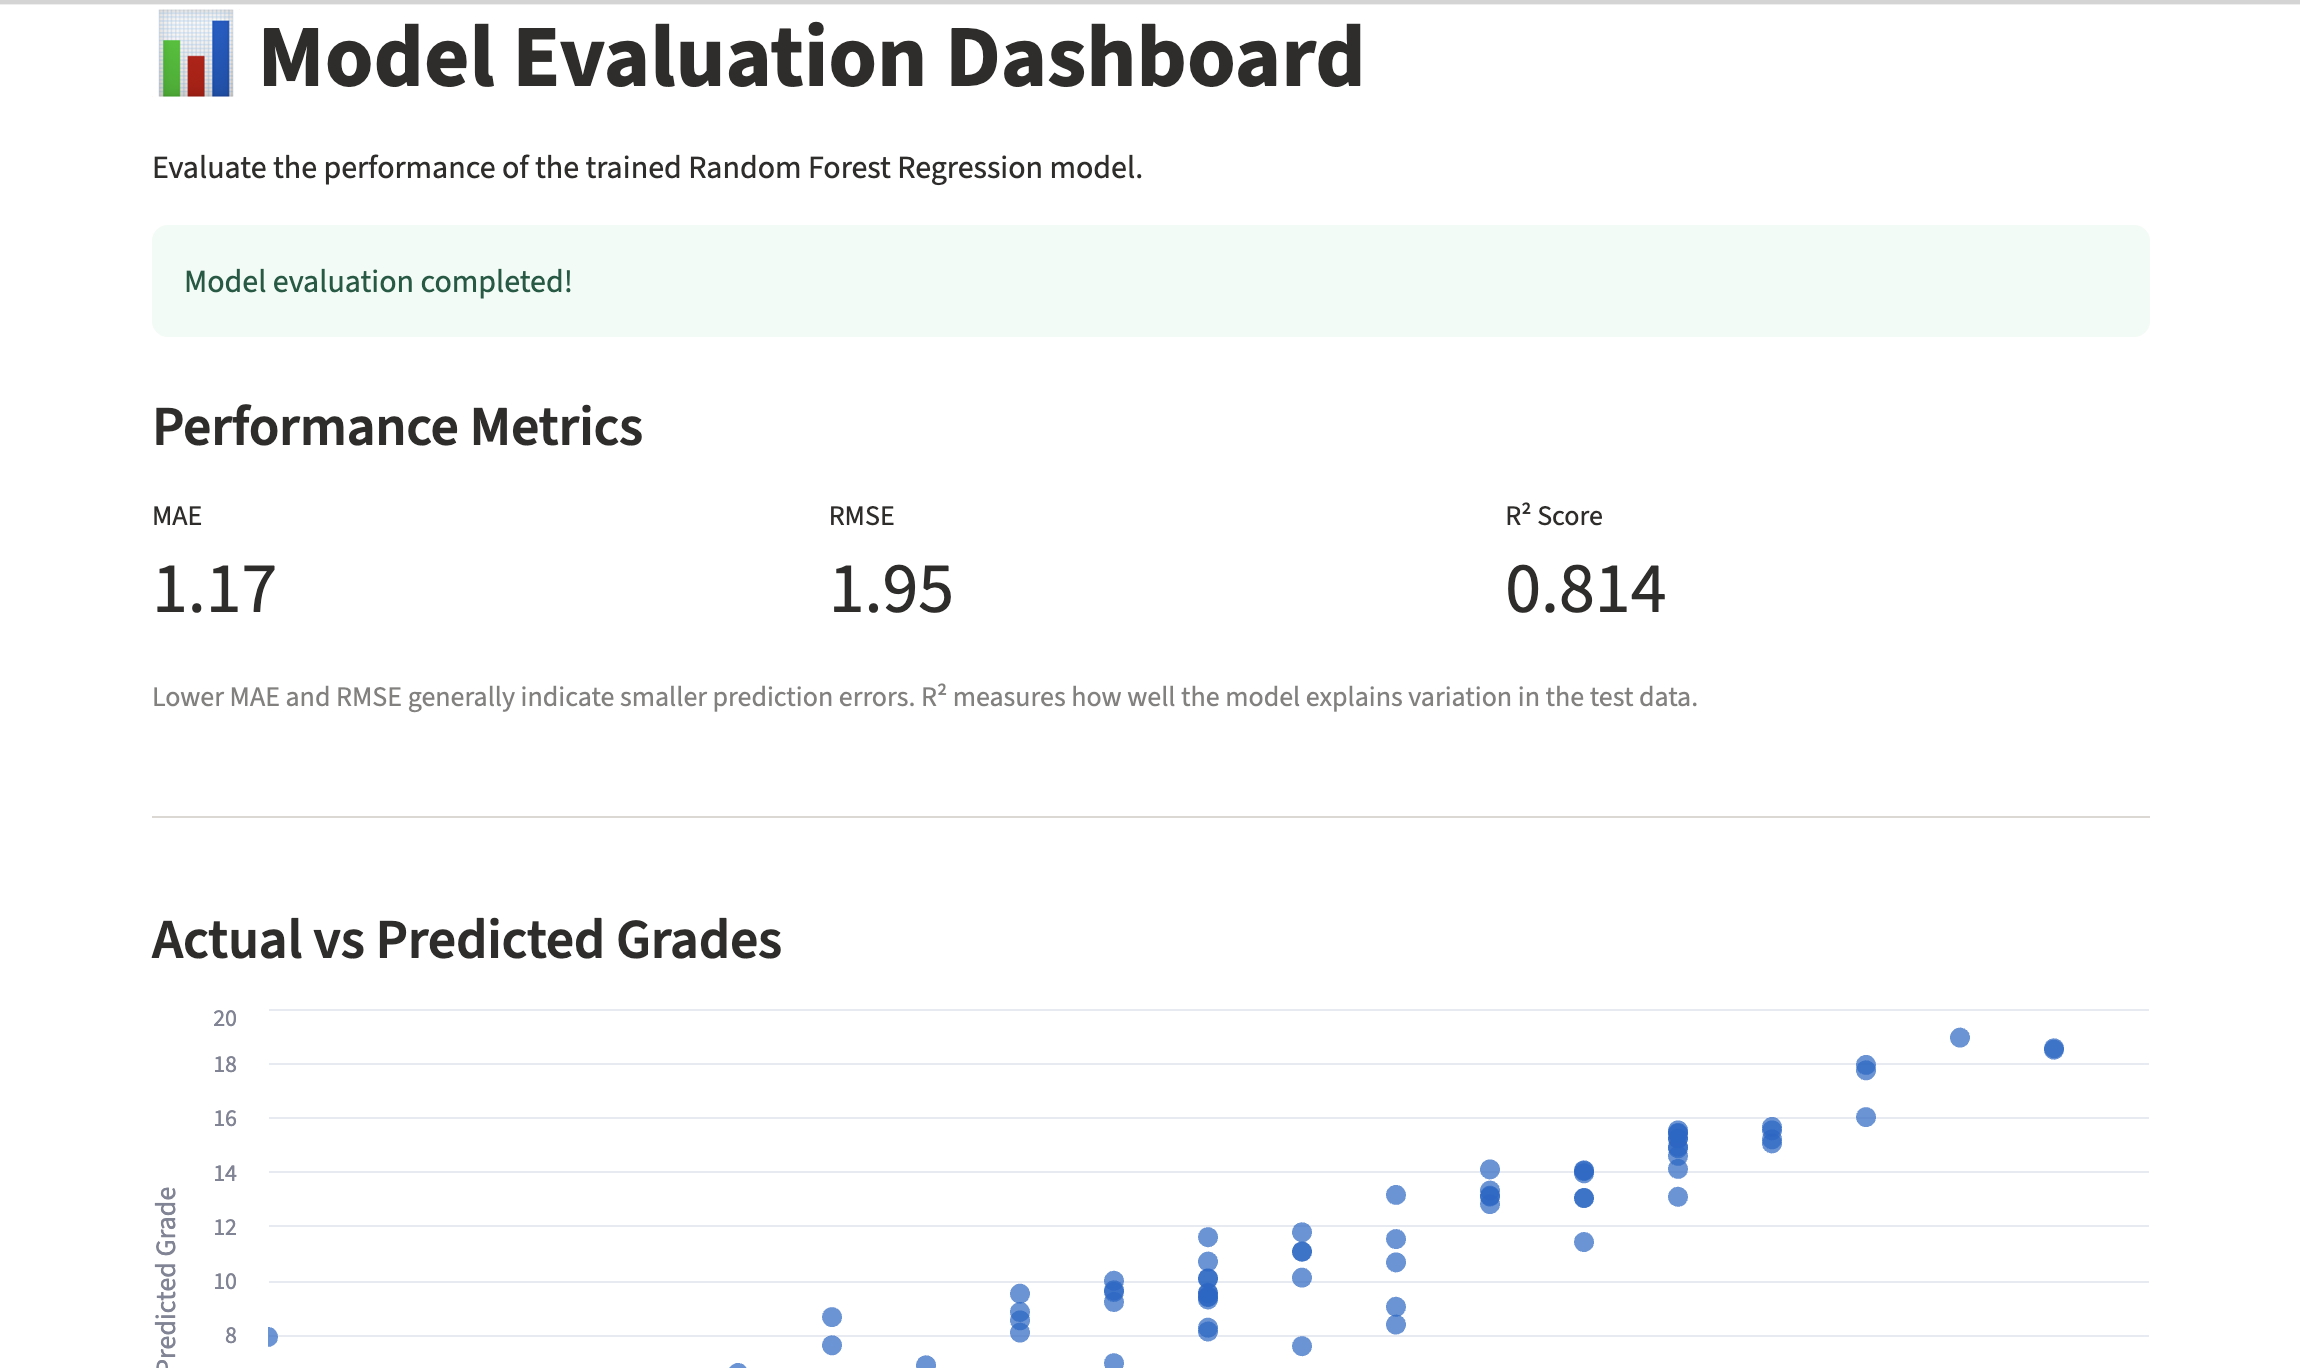 Model Evaluation Dashboard
Evaluate the performance of the trained Random Forest Regression model.
Model evaluation completed!
Performance Metrics
MAE
RMSE
R² Score
1.17
1.95
0.814
Lower MAE and RMSE generally indicate smaller prediction errors. R² measures how well the model explains variation in the test data.
Actual vs Predicted Grades
20
18
16
14
12
10
8
Predicted Grade